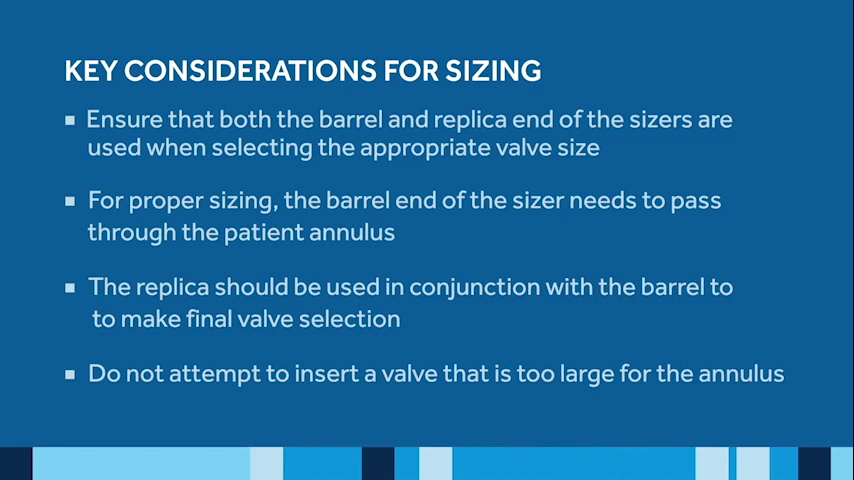 KEY CONSIDERATIONS FOR SIZING
▪ Ensure that both the barrel and replica end of the sizers are
used when selecting the appropriate valve size
▪ For proper sizing, the barrel end of the sizer needs to pass
through the patient annulus
▪ The replica should be used in conjunction with the barrel to
to make final valve selection
▪ Do not attempt to insert a valve that is too large for the annulus